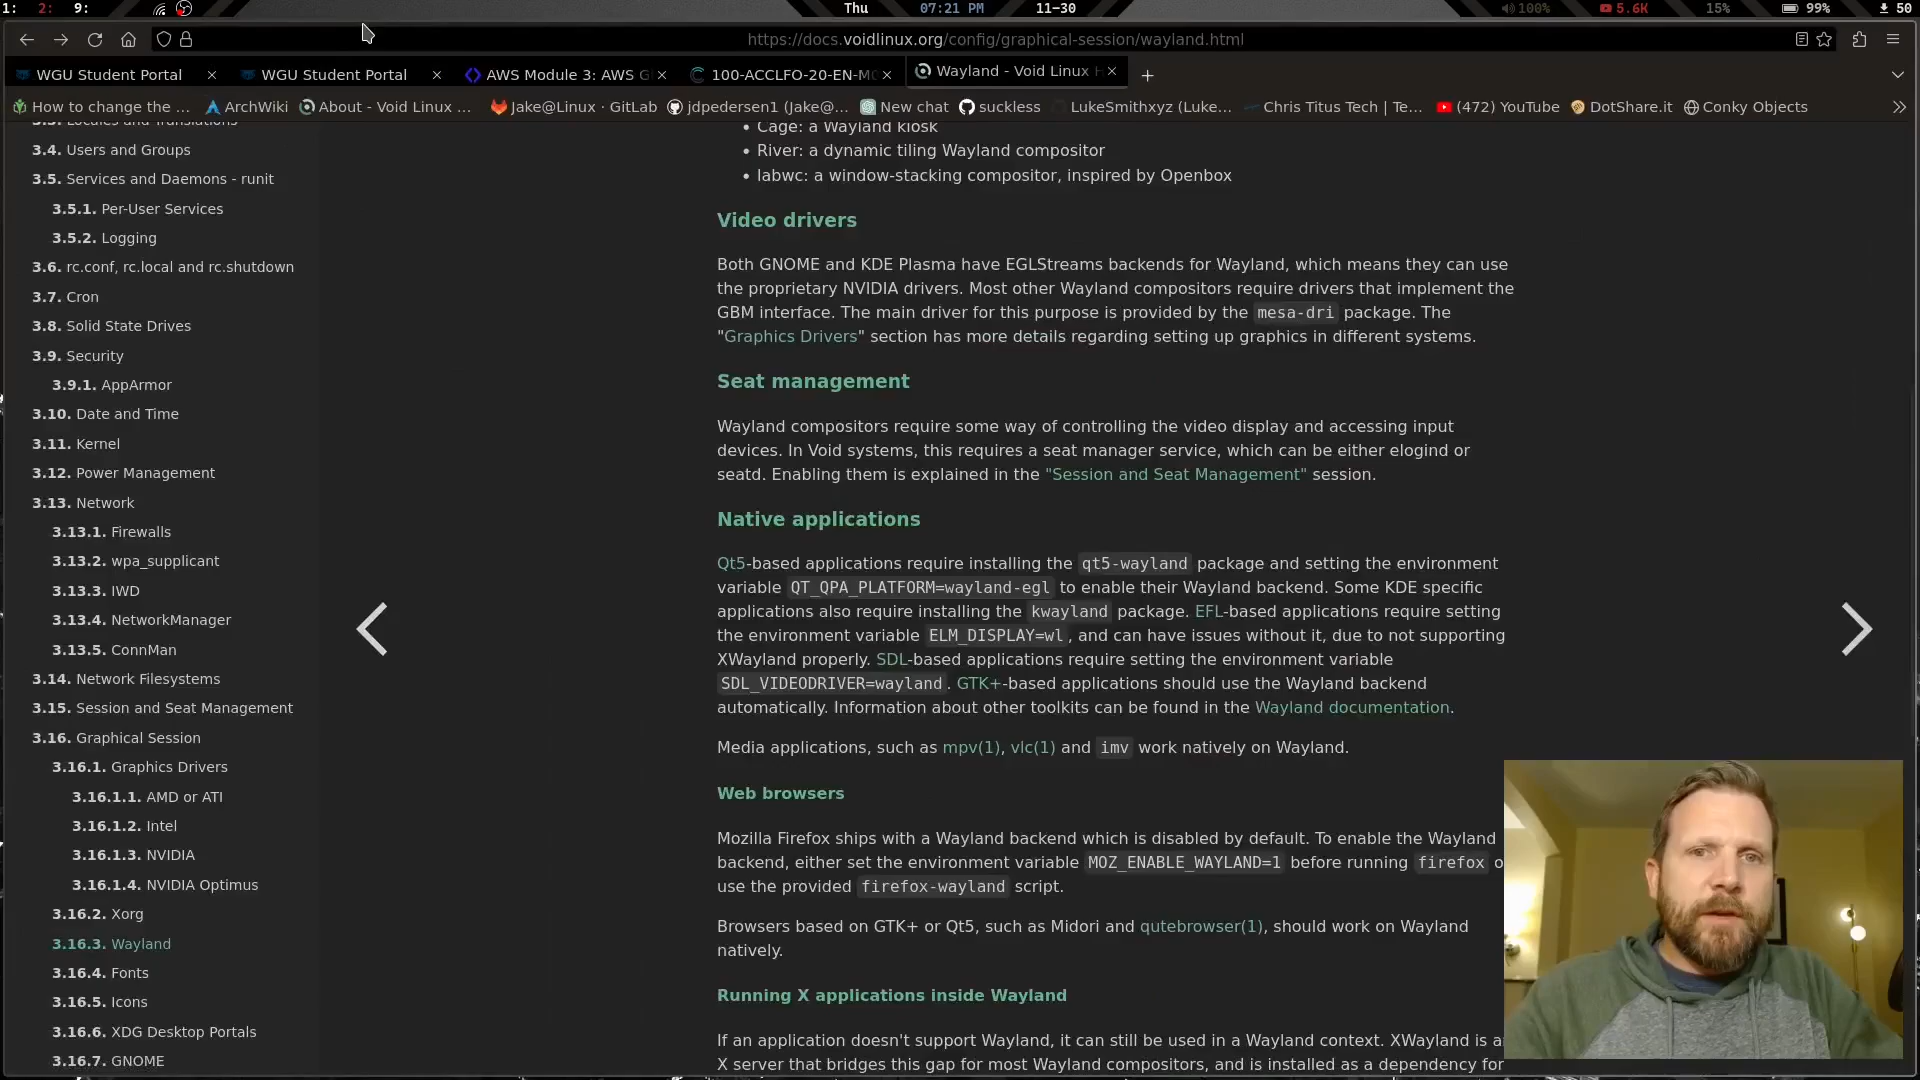 1: 2: 9: Thu 07:21 PM 11-30 100% 5.6K 15% 99% 50
https://docs.voidlinux.org/config/graphical-session/wayland.html
WGU Student Portal WGU Student Portal AWS Module 3: AWS G 100-ACCLFO-20-EN-M Wayland - Void Linux H
How to change the ... ArchWiki About - Void Linux ... Jake@Linux · GitLab jdpedersen1 (Jake@... New chat suckless LukeSmithxyz (Luke... Chris Titus Tech | Te... (472) YouTube DotShare.it Conky Objects
3.3. Locales and Translations
3.4. Users and Groups
3.5. Services and Daemons - runit
3.5.1. Per-User Services
3.5.2. Logging
3.6. rc.conf, rc.local and rc.shutdown
3.7. Cron
3.8. Solid State Drives
3.9. Security
3.9.1. AppArmor
3.10. Date and Time
3.11. Kernel
3.12. Power Management
3.13. Network
3.13.1. Firewalls
3.13.2. wpa_supplicant
3.13.3. IWD
3.13.4. NetworkManager
3.13.5. ConnMan
3.14. Network Filesystems
3.15. Session and Seat Management
3.16. Graphical Session
3.16.1. Graphics Drivers
3.16.1.1. AMD or ATI
3.16.1.2. Intel
3.16.1.3. NVIDIA
3.16.1.4. NVIDIA Optimus
3.16.2. Xorg
3.16.3. Wayland
3.16.4. Fonts
3.16.5. Icons
3.16.6. XDG Desktop Portals
3.16.7. GNOME
• Cage: a Wayland kiosk
• River: a dynamic tiling Wayland compositor
• labwc: a window-stacking compositor, inspired by Openbox
Video drivers
Both GNOME and KDE Plasma have EGLStreams backends for Wayland, which means they can use
the proprietary NVIDIA drivers. Most other Wayland compositors require drivers that implement the
GBM interface. The main driver for this purpose is provided by the mesa-dri package. The
"Graphics Drivers" section has more details regarding setting up graphics in different systems.
Seat management
Wayland compositors require some way of controlling the video display and accessing input
devices. In Void systems, this requires a seat manager service, which can be either elogind or
seatd. Enabling them is explained in the "Session and Seat Management" session.
Native applications
Qt5-based applications require installing the qt5-wayland package and setting the environment
variable QT_QPA_PLATFORM=wayland-egl to enable their Wayland backend. Some KDE specific
applications also require installing the kwayland package. EFL-based applications require setting
the environment variable ELM_DISPLAY=wl, and can have issues without it, due to not supporting
XWayland properly. SDL-based applications require setting the environment variable
SDL_VIDEODRIVER=wayland. GTK+-based applications should use the Wayland backend
automatically. Information about other toolkits can be found in the Wayland documentation.
Media applications, such as mpv(1), vlc(1) and imv work natively on Wayland.
Web browsers
Mozilla Firefox ships with a Wayland backend which is disabled by default. To enable the Wayland
backend, either set the environment variable MOZ_ENABLE_WAYLAND=1 before running firefox o
use the provided firefox-wayland script.
Browsers based on GTK+ or Qt5, such as Midori and qutebrowser(1), should work on Wayland
natively.
Running X applications inside Wayland
If an application doesn't support Wayland, it can still be used in a Wayland context. XWayland is a
X server that bridges this gap for most Wayland compositors, and is installed as a dependency for